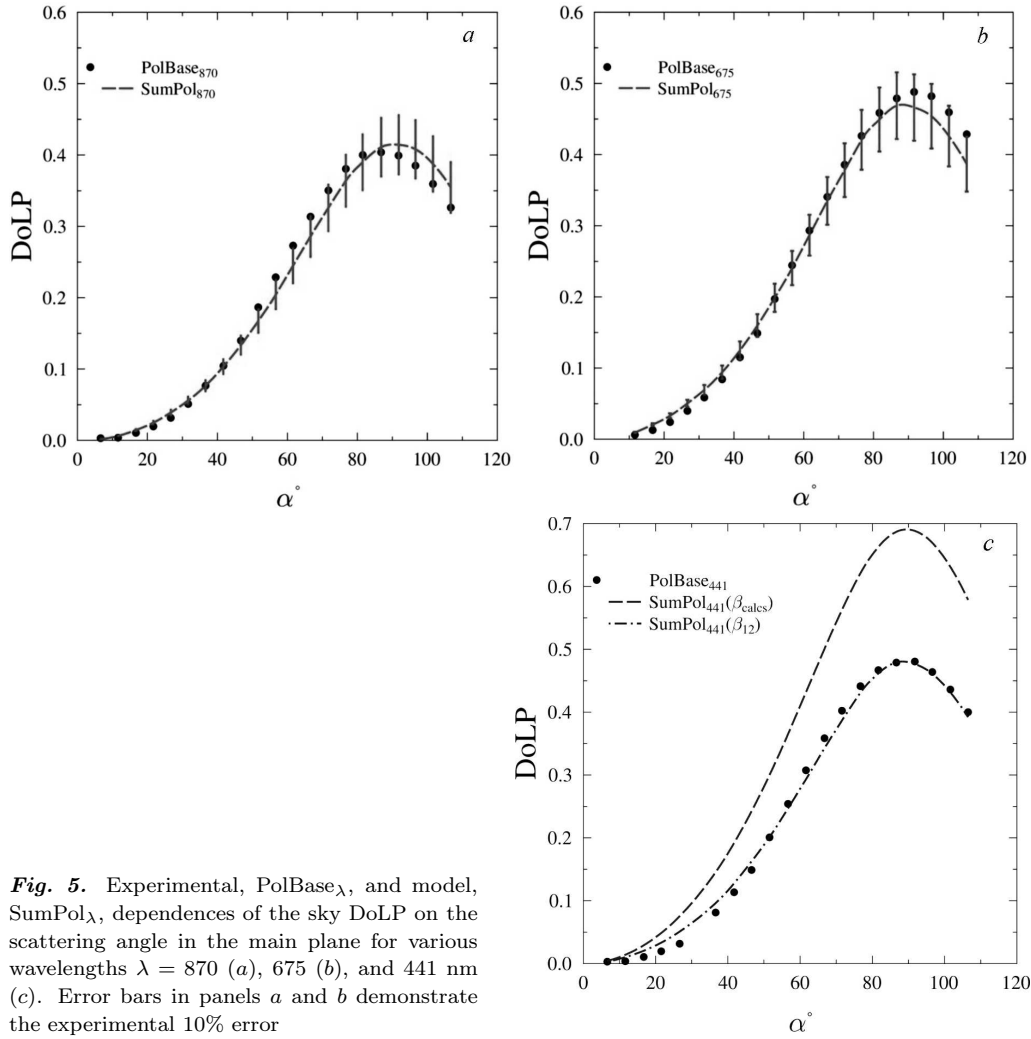 0.6
0.5
0.4
0.3
0.2
0.1
0.0
DoLP
a
PolBase₈₇₀
SumPol₈₇₀
0 20 40 60 80 100 120
α°
0.6
0.5
0.4
0.3
0.2
0.1
0.0
DoLP
b
PolBase₆₇₅
SumPol₆₇₅
0 20 40 60 80 100 120
α°
0.7
0.6
0.5
0.4
0.3
0.2
0.1
0.0
DoLP
c
PolBase₄₄₁
SumPol₄₄₁(β_calcs)
SumPol₄₄₁(β₁₂)
0 20 40 60 80 100 120
α°
Fig. 5. Experimental, PolBase_λ, and model,
SumPol_λ, dependences of the sky DoLP on the
scattering angle in the main plane for various
wavelengths λ = 870 (a), 675 (b), and 441 nm
(c). Error bars in panels a and b demonstrate
the experimental 10% error